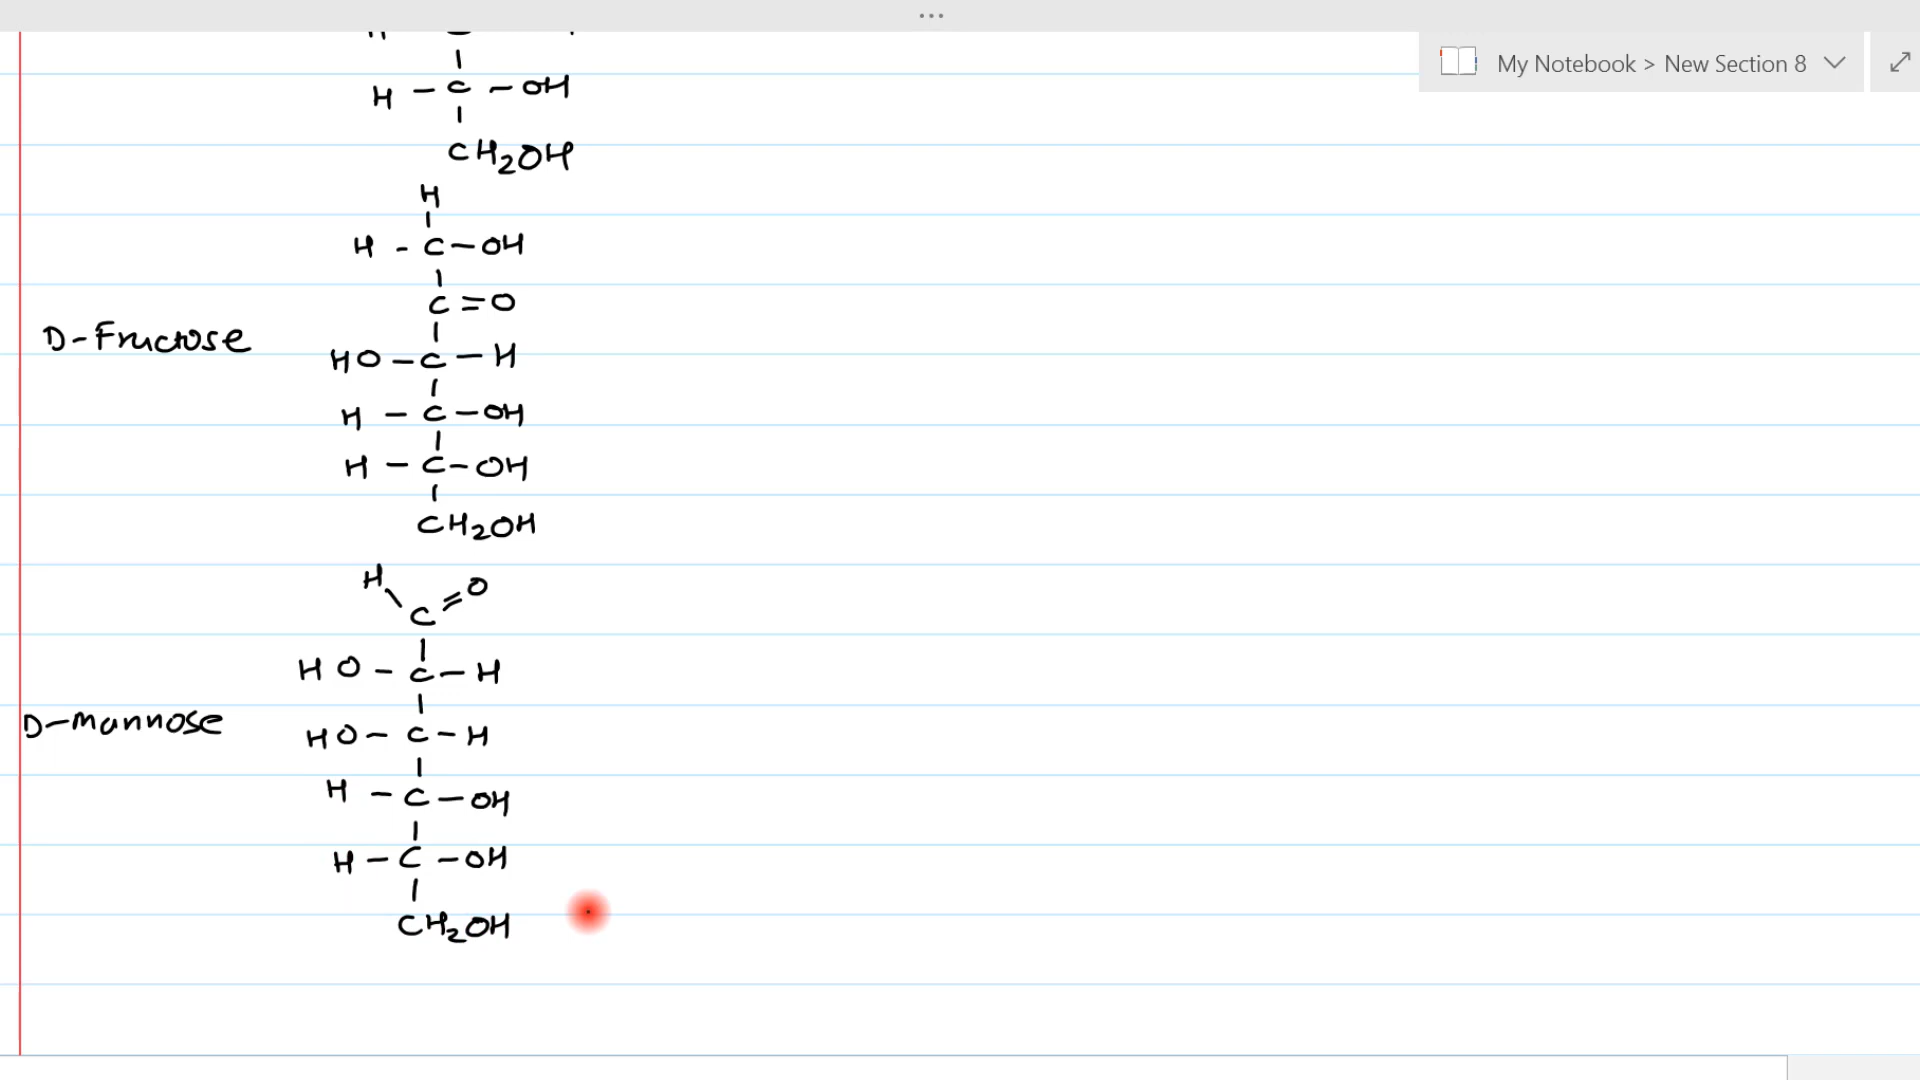 ...
My Notebook > New Section 8
H - C - OH
CH2OH
H
H - C - OH
C = O
D-Fructose
HO - C - H
H - C - OH
H - C - OH
CH2OH
H O
C
HO - C - H
D-mannose
HO - C - H
H - C - OH
H - C - OH
CH2OH